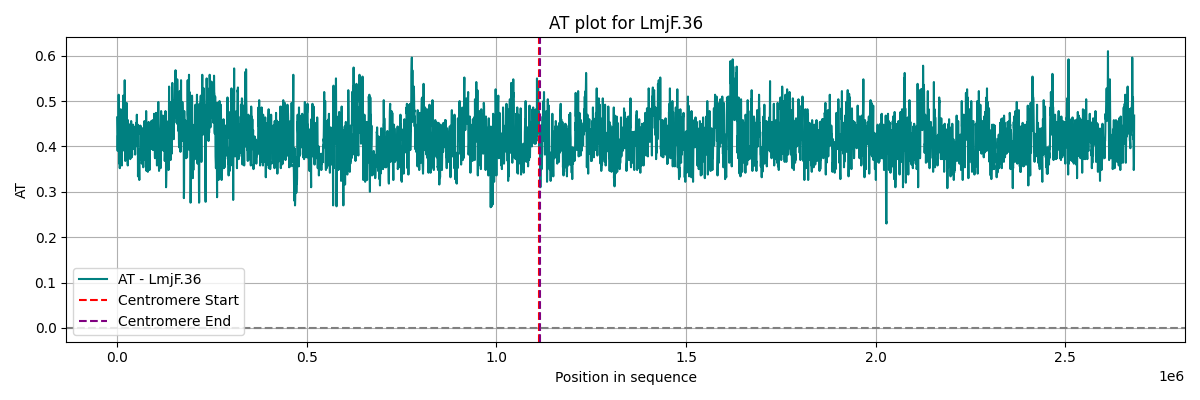 AT plot for LmjF.36
AT
0.6
0.5
0.4
0.3
0.2
0.1
0.0
AT - LmjF.36
Centromere Start
Centromere End
0.0 0.5 1.0 1.5 2.0 2.5
1e6
Position in sequence